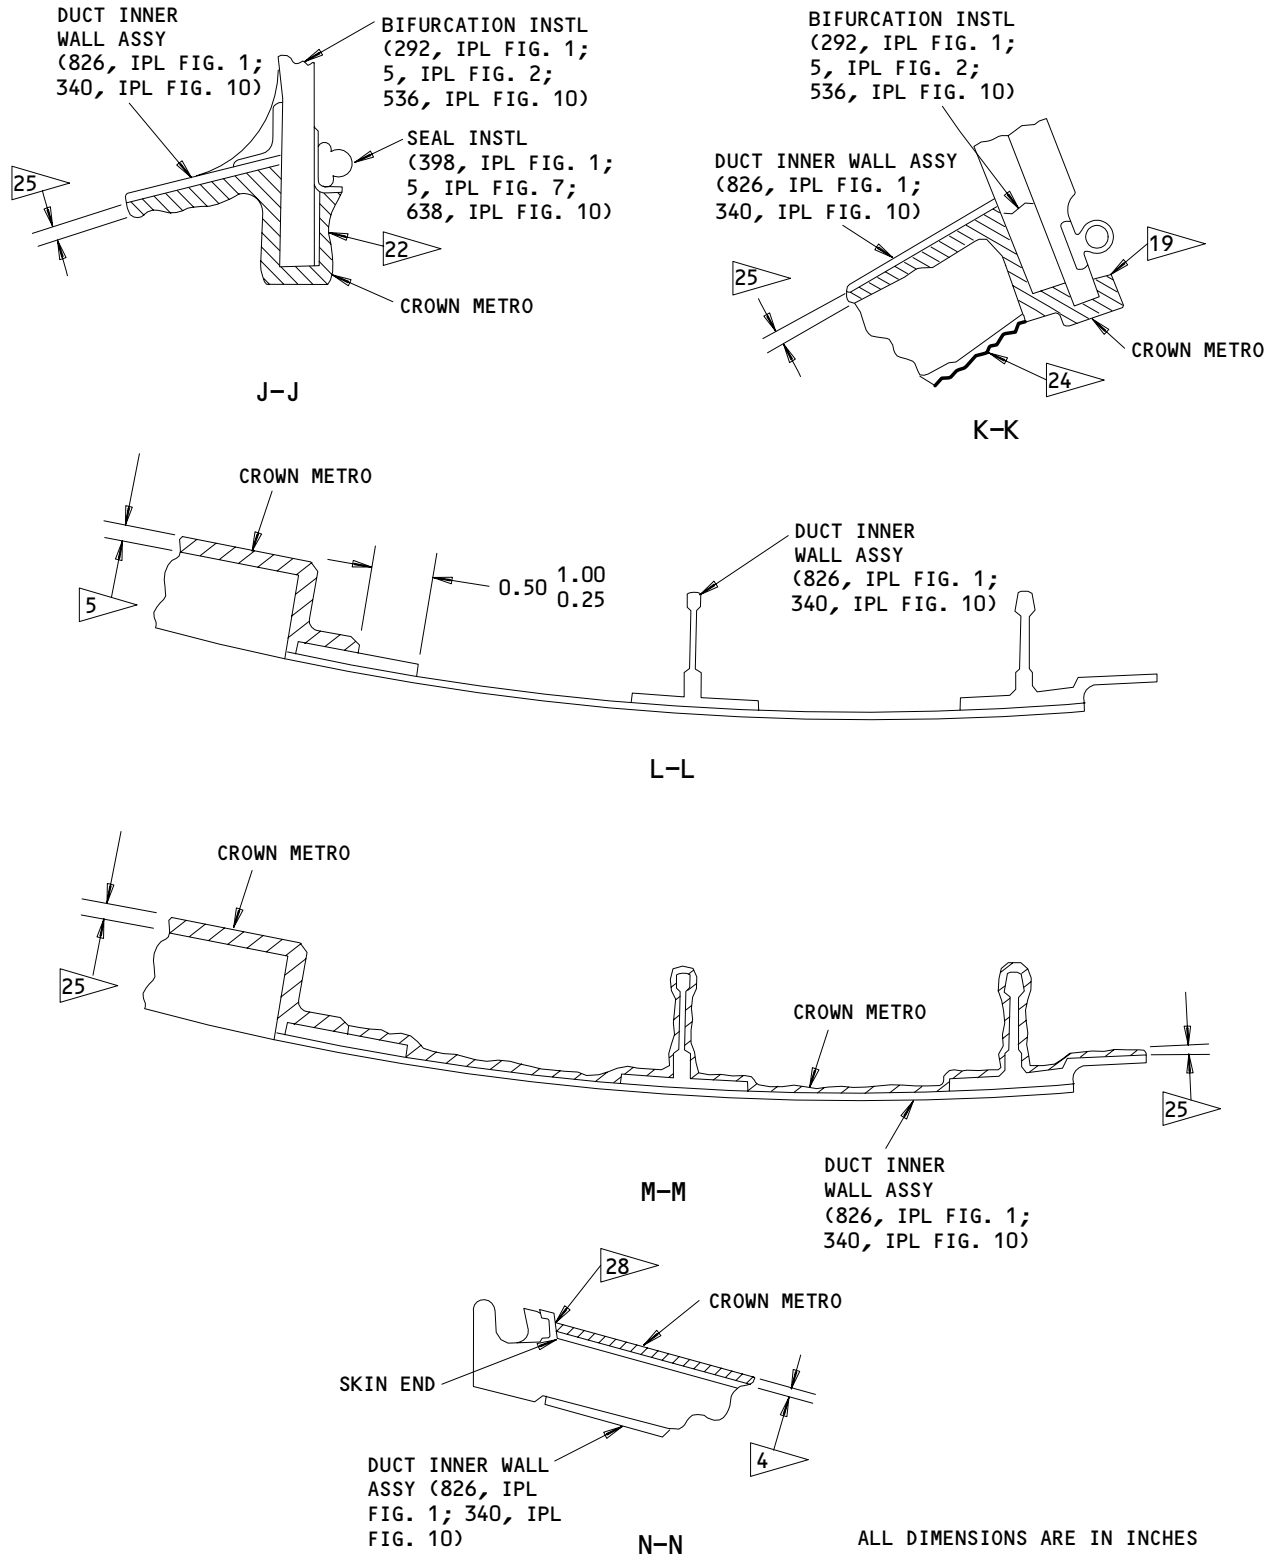 DUCT INNER
WALL ASSY
(826, IPL FIG. 1;
340, IPL FIG. 10)
BIFURCATION INSTL
(292, IPL FIG. 1;
5, IPL FIG. 2;
536, IPL FIG. 10)
SEAL INSTL
(398, IPL FIG. 1;
5, IPL FIG. 7;
638, IPL FIG. 10)
25
22
CROWN METRO
J-J
BIFURCATION INSTL
(292, IPL FIG. 1;
5, IPL FIG. 2;
536, IPL FIG. 10)
DUCT INNER WALL ASSY
(826, IPL FIG. 1;
340, IPL FIG. 10)
19
25
CROWN METRO
24
K-K
CROWN METRO
5
0.50 1.00
0.25
DUCT INNER
WALL ASSY
(826, IPL FIG. 1;
340, IPL FIG. 10)
L-L
CROWN METRO
25
CROWN METRO
25
DUCT INNER
WALL ASSY
(826, IPL FIG. 1;
340, IPL FIG. 10)
M-M
28
CROWN METRO
SKIN END
4
DUCT INNER WALL
ASSY (826, IPL
FIG. 1; 340, IPL
FIG. 10)
N-N
ALL DIMENSIONS ARE IN INCHES